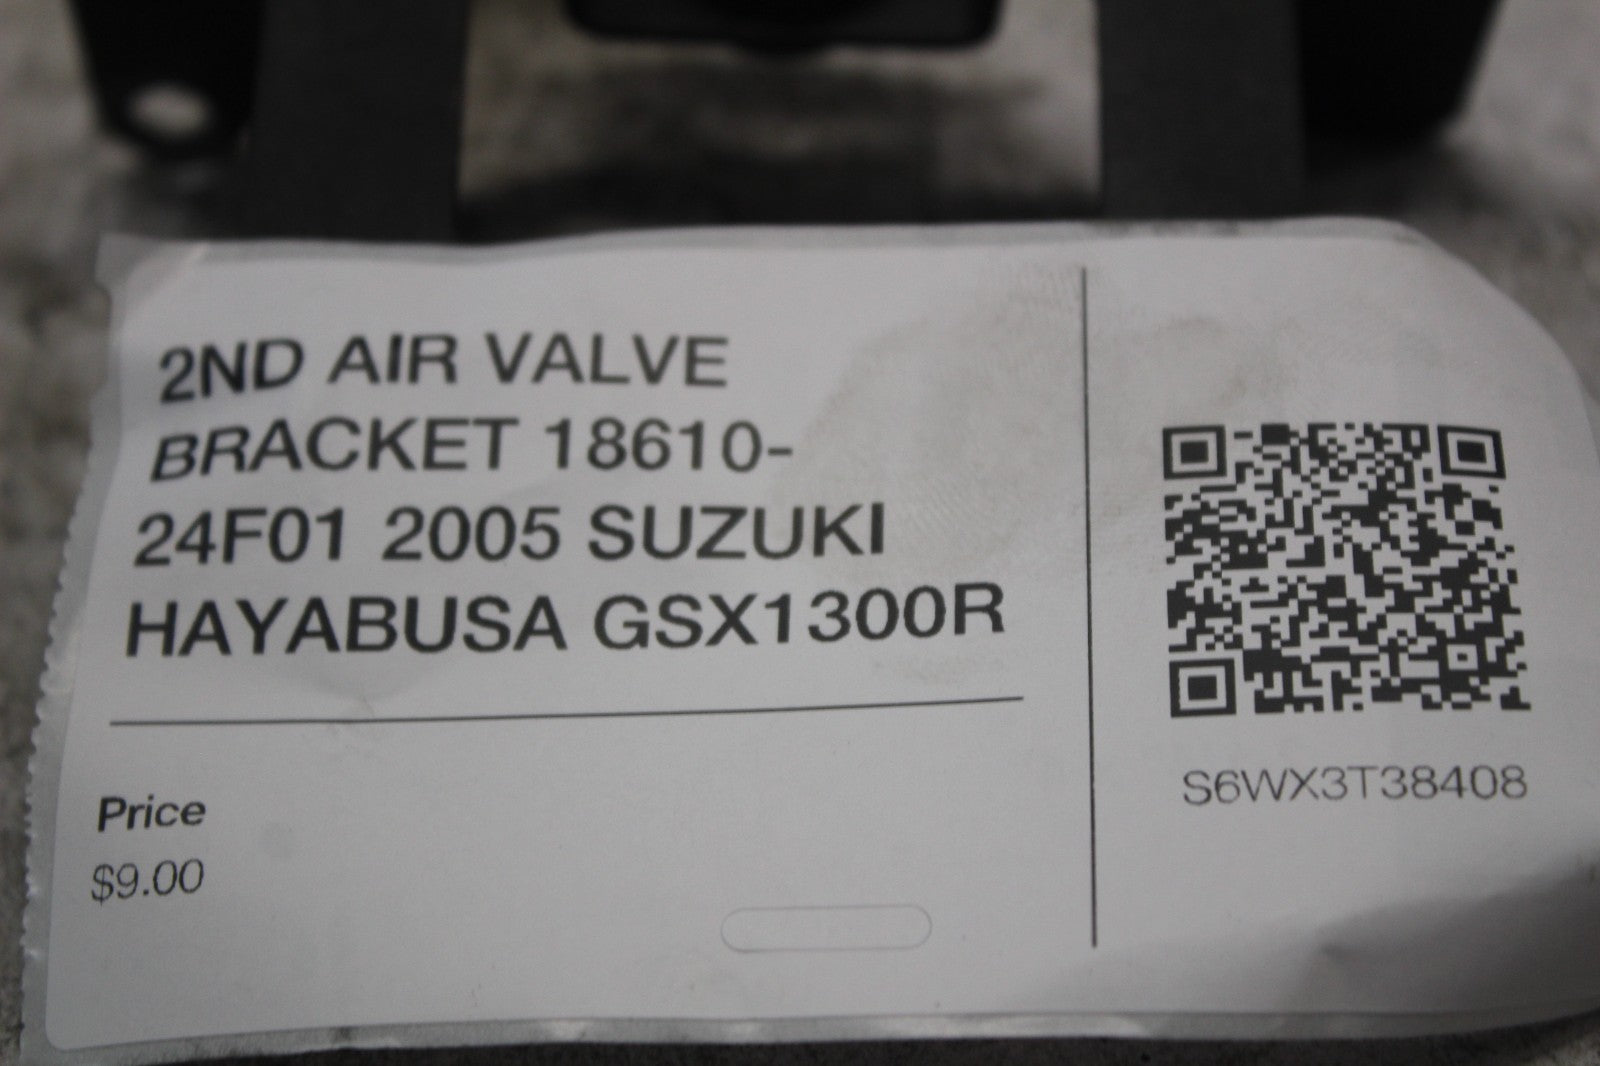 2ND AIR VALVE
BRACKET 18610-
24F01 2005 SUZUKI
HAYABUSA GSX1300R
Price
$9.00
S6WX3T38408